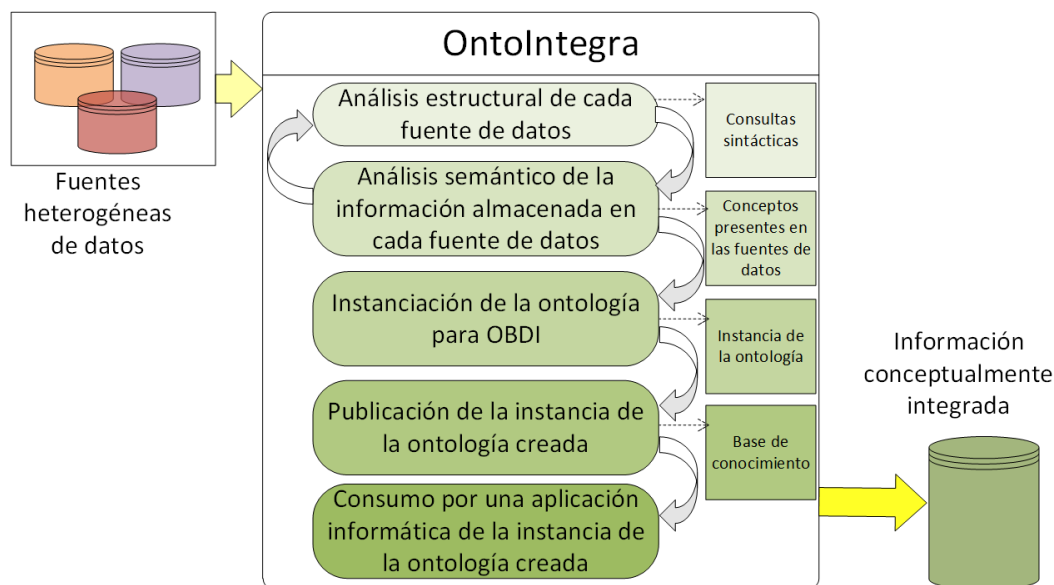 OntoIntegra
Fuentes
heterogéneas
de datos
Análisis estructural de cada
fuente de datos
Consultas
sintácticas
Análisis semántico de la
información almacenada en
cada fuente de datos
Conceptos
presentes en
las fuentes de
datos
Instanciación de la ontología
para OBDI
Instancia de
la ontología
Publicación de la instancia de
la ontología creada
Base de
conocimiento
Consumo por una aplicación
informática de la instancia de
la ontología creada
Información
conceptualmente
integrada